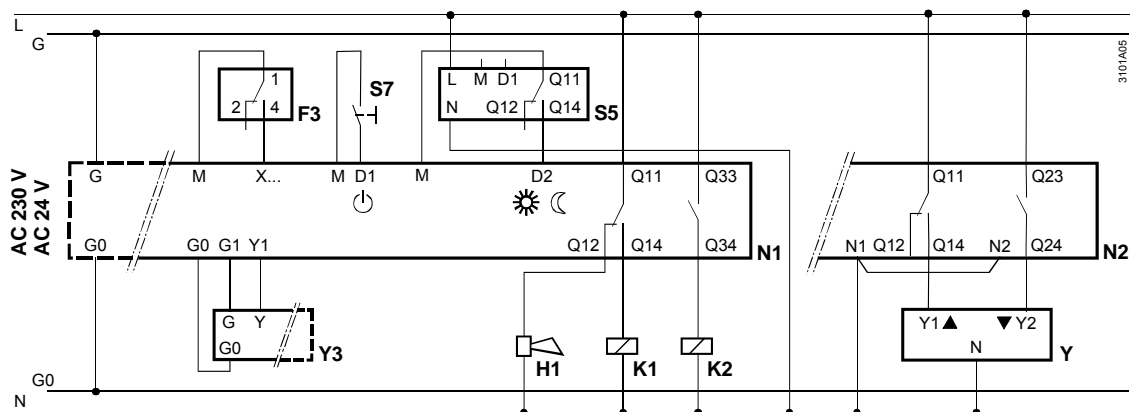 L
G
3101A05
1
2 4
F3
S7
L M D1 Q11
N Q12 Q14
S5
AC 230 V
AC 24 V
G M X... M D1 M D2 Q11 Q33
G0 G0 G1 Y1 Q12 Q14 Q34
N1
Q11 Q23
N1 Q12 Q14 N2 Q24
N2
G Y
G0
Y3
H1
K1
K2
Y1 Y2
N
Y
G0
N